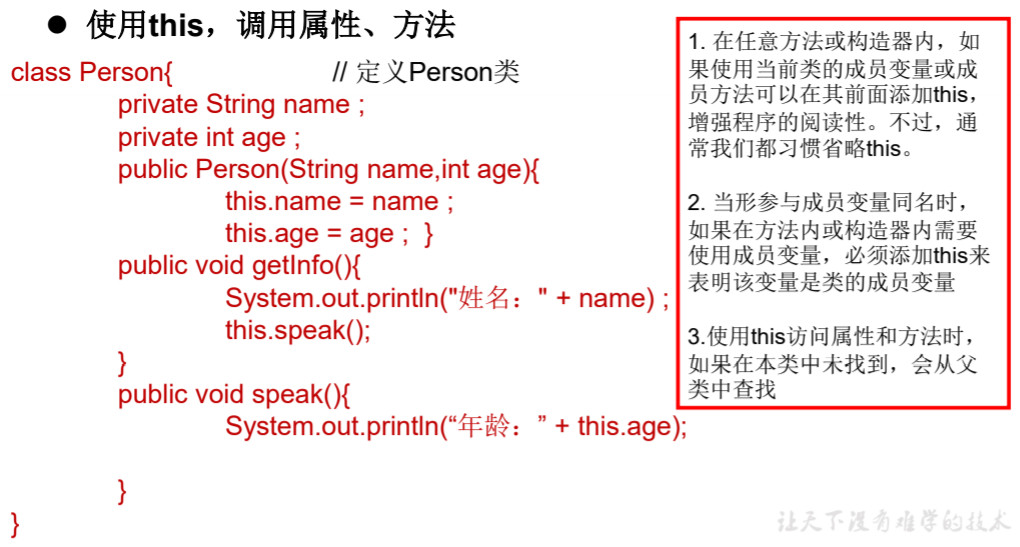 ● 使用this，调用属性、方法
class Person{ // 定义Person类
private String name ;
private int age ;
public Person(String name,int age){
this.name = name ;
this.age = age ; }
public void getInfo(){
System.out.println("姓名：" + name) ;
this.speak();
}
public void speak(){
System.out.println(“年龄：” + this.age);
}
}
1. 在任意方法或构造器内，如
果使用当前类的成员变量或成
员方法可以在其前面添加this，
增强程序的阅读性。不过，通
常我们都习惯省略this。
2. 当形参与成员变量同名时，
如果在方法内或构造器内需要
使用成员变量，必须添加this来
表明该变量是类的成员变量
3.使用this访问属性和方法时，
如果在本类中未找到，会从父
类中查找
让天下没有难学的技术